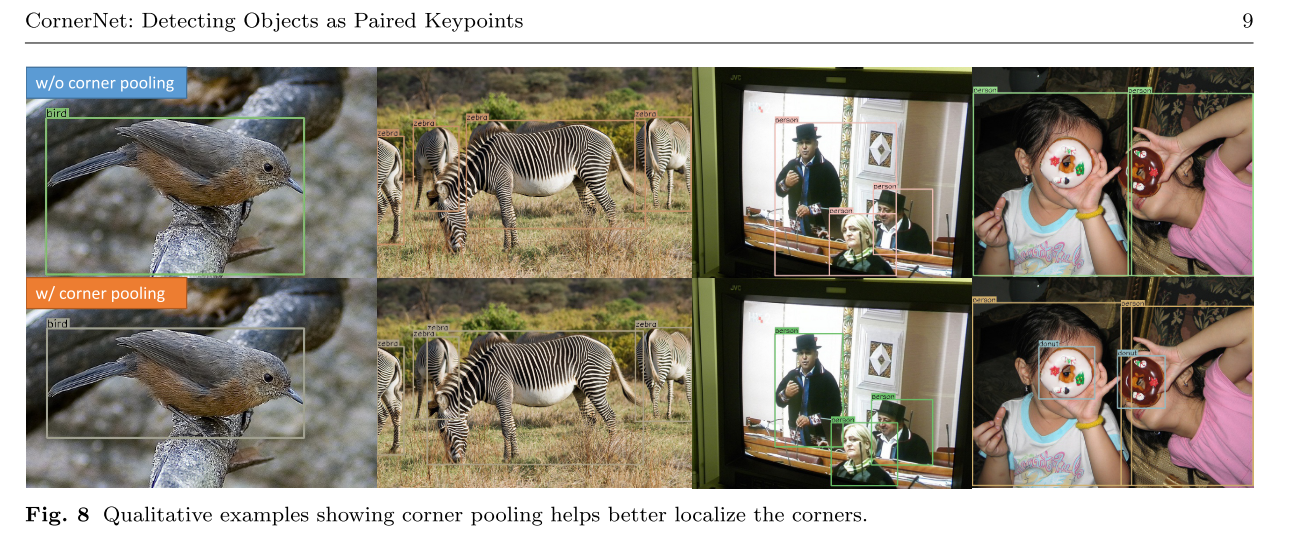 CornerNet: Detecting Objects as Paired Keypoints 9
w/o corner pooling
bird
zebra
zebra
zebra
person
person
person
person
person
w/ corner pooling
bird
zebra
zebra
zebra
person
person
person
person
person
donut
donut
Fig. 8 Qualitative examples showing corner pooling helps better localize the corners.